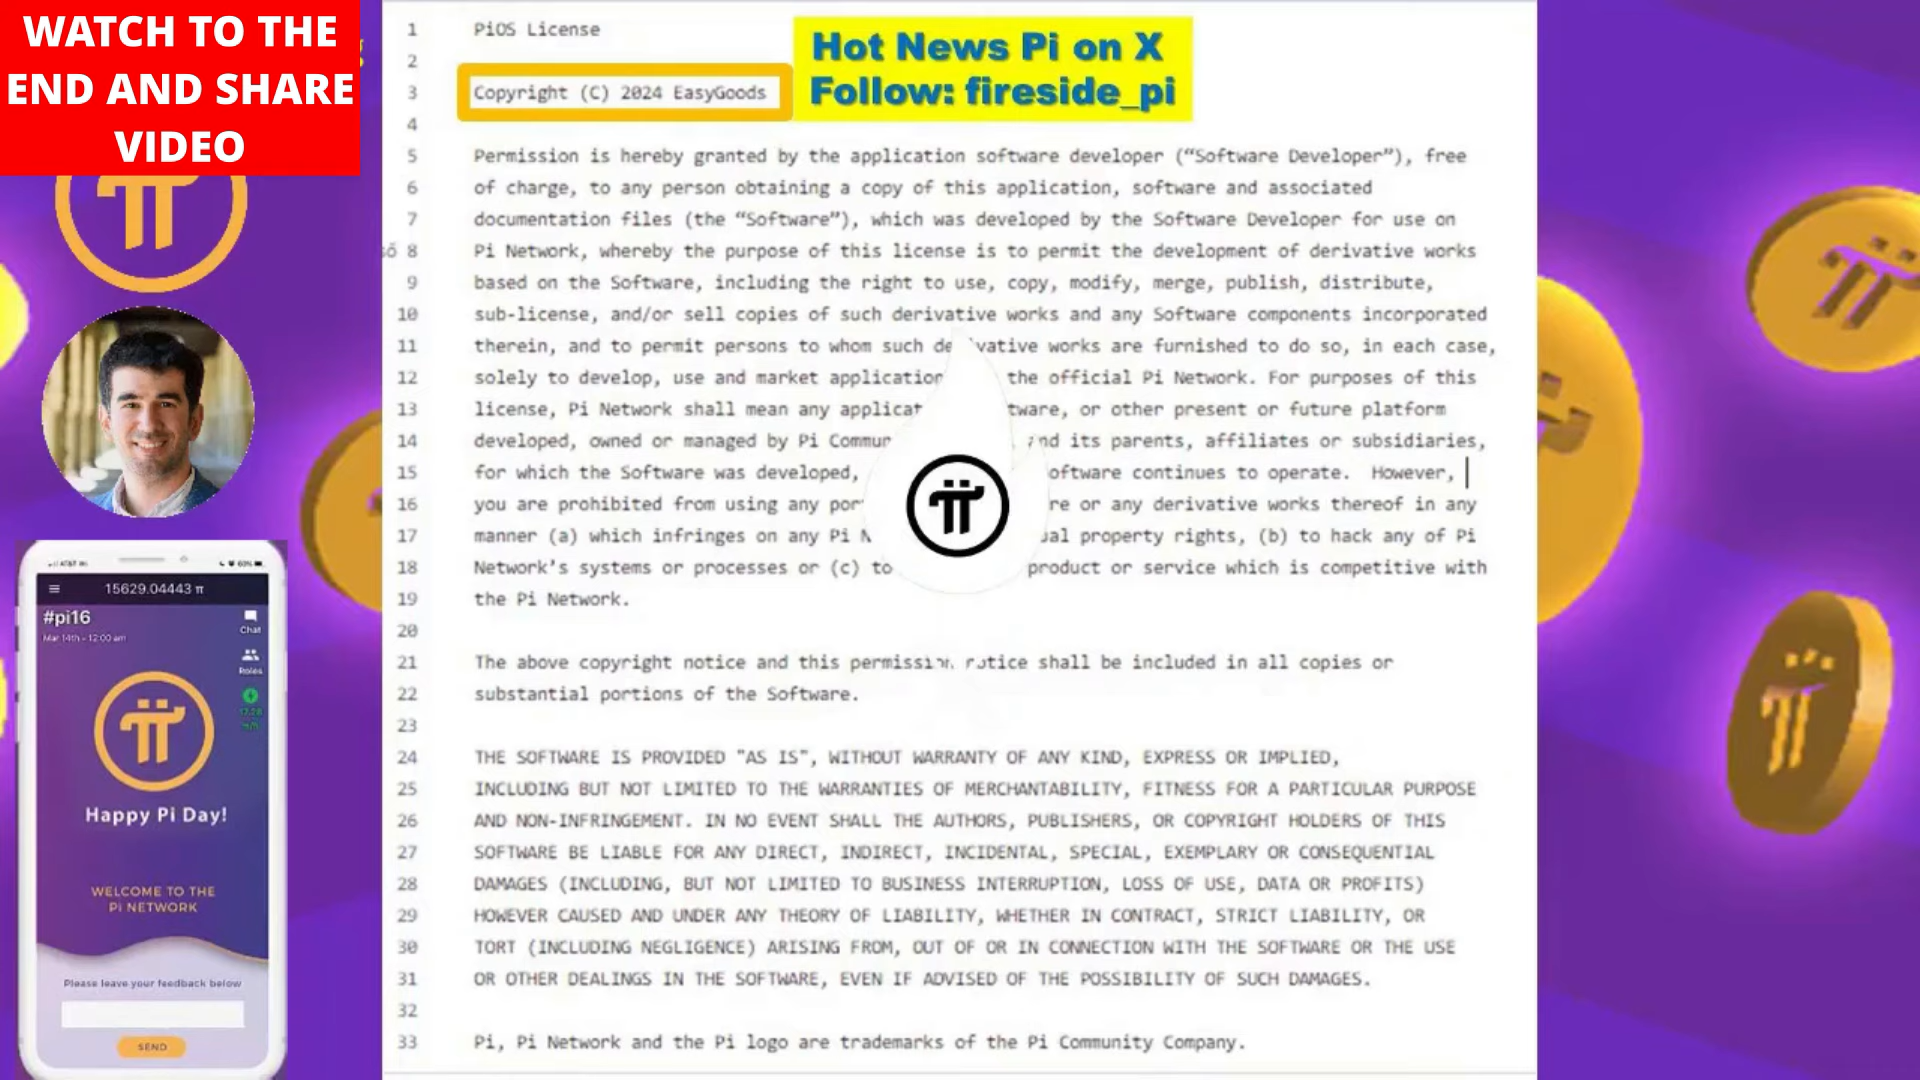 WATCH TO THE
END AND SHARE
VIDEO
Hot News Pi on X
Follow: fireside_pi
1 PiOS License
2
3 Copyright (C) 2024 EasyGoods
4
5 Permission is hereby granted by the application software developer (“Software Developer”), free
6 of charge, to any person obtaining a copy of this application, software and associated
7 documentation files (the “Software”), which was developed by the Software Developer for use on
số 8 Pi Network, whereby the purpose of this license is to permit the development of derivative works
9 based on the Software, including the right to use, copy, modify, merge, publish, distribute,
10 sub-license, and/or sell copies of such derivative works and any Software components incorporated
11 therein, and to permit persons to whom such de vative works are furnished to do so, in each case,
12 solely to develop, use and market application the official Pi Network. For purposes of this
13 license, Pi Network shall mean any applicat tware, or other present or future platform
14 developed, owned or managed by Pi Commun and its parents, affiliates or subsidiaries,
15 for which the Software was developed, oftware continues to operate. However,
16 you are prohibited from using any por re or any derivative works thereof in any
17 manner (a) which infringes on any Pi N ual property rights, (b) to hack any of Pi
18 Network’s systems or processes or (c) to product or service which is competitive with
19 the Pi Network.
20
21 The above copyright notice and this permission notice shall be included in all copies or
22 substantial portions of the Software.
23
24 THE SOFTWARE IS PROVIDED "AS IS", WITHOUT WARRANTY OF ANY KIND, EXPRESS OR IMPLIED,
25 INCLUDING BUT NOT LIMITED TO THE WARRANTIES OF MERCHANTABILITY, FITNESS FOR A PARTICULAR PURPOSE
26 AND NON-INFRINGEMENT. IN NO EVENT SHALL THE AUTHORS, PUBLISHERS, OR COPYRIGHT HOLDERS OF THIS
27 SOFTWARE BE LIABLE FOR ANY DIRECT, INDIRECT, INCIDENTAL, SPECIAL, EXEMPLARY OR CONSEQUENTIAL
28 DAMAGES (INCLUDING, BUT NOT LIMITED TO BUSINESS INTERRUPTION, LOSS OF USE, DATA OR PROFITS)
29 HOWEVER CAUSED AND UNDER ANY THEORY OF LIABILITY, WHETHER IN CONTRACT, STRICT LIABILITY, OR
30 TORT (INCLUDING NEGLIGENCE) ARISING FROM, OUT OF OR IN CONNECTION WITH THE SOFTWARE OR THE USE
31 OR OTHER DEALINGS IN THE SOFTWARE, EVEN IF ADVISED OF THE POSSIBILITY OF SUCH DAMAGES.
32
33 Pi, Pi Network and the Pi logo are trademarks of the Pi Community Company.
15629.04443 π
#pi16
Mar 14th - 12:00 am
Chat
Roles
Happy Pi Day!
WELCOME TO THE
Pi NETWORK
Please leave your feedback below
SEND